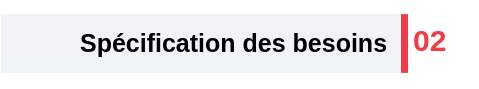 Spécification des besoins 02